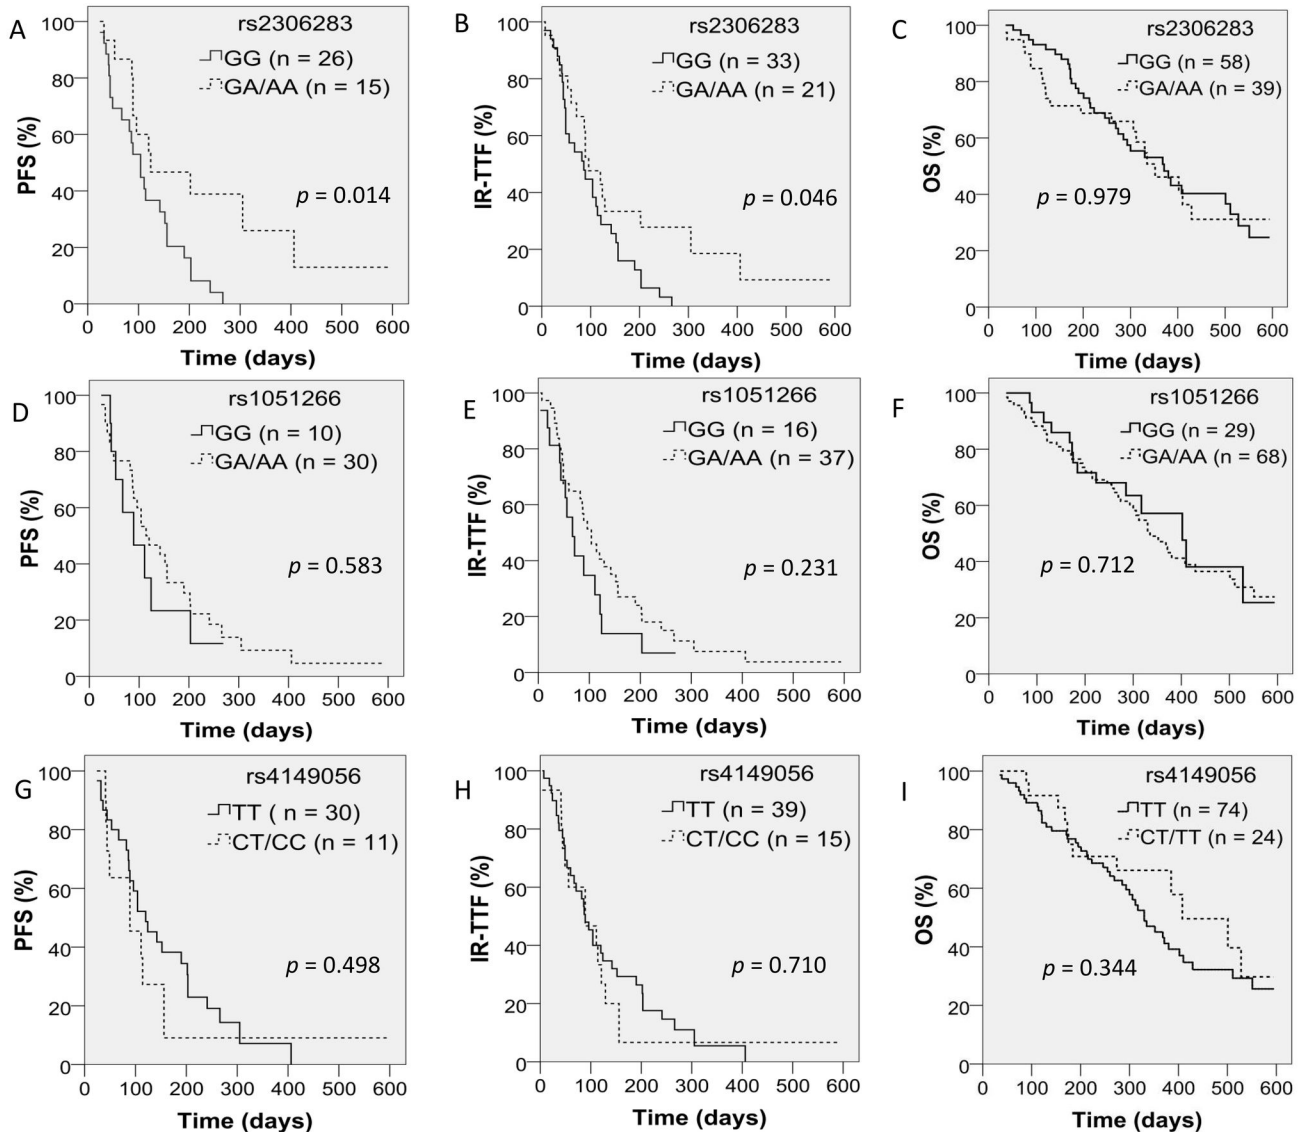 A
rs2306283
GG (n = 26)
GA/AA (n = 15)
p = 0.014
PFS (%)
100
80
60
40
20
0
0 100 200 300 400 500 600
Time (days)
B
rs2306283
GG (n = 33)
GA/AA (n = 21)
p = 0.046
IR-TTF (%)
100
80
60
40
20
0
0 100 200 300 400 500 600
Time (days)
C
rs2306283
GG (n = 58)
GA/AA (n = 39)
p = 0.979
OS (%)
100
80
60
40
20
0
0 100 200 300 400 500 600
Time (days)
D
rs1051266
GG (n = 10)
GA/AA (n = 30)
p = 0.583
PFS (%)
100
80
60
40
20
0
0 100 200 300 400 500 600
Time (days)
E
rs1051266
GG (n = 16)
GA/AA (n = 37)
p = 0.231
IR-TTF (%)
100
80
60
40
20
0
0 100 200 300 400 500 600
Time (days)
F
rs1051266
GG (n = 29)
GA/AA (n = 68)
p = 0.712
OS (%)
100
80
60
40
20
0
0 100 200 300 400 500 600
Time (days)
G
rs4149056
TT ( n = 30)
CT/CC (n = 11)
p = 0.498
PFS (%)
100
80
60
40
20
0
0 100 200 300 400 500 600
Time (days)
H
rs4149056
TT (n = 39)
CT/CC (n = 15)
p = 0.710
IR-TTF (%)
100
80
60
40
20
0
0 100 200 300 400 500 600
Time (days)
I
rs4149056
TT (n = 74)
CT/TT (n = 24)
p = 0.344
OS (%)
100
80
60
40
20
0
0 100 200 300 400 500 600
Time (days)